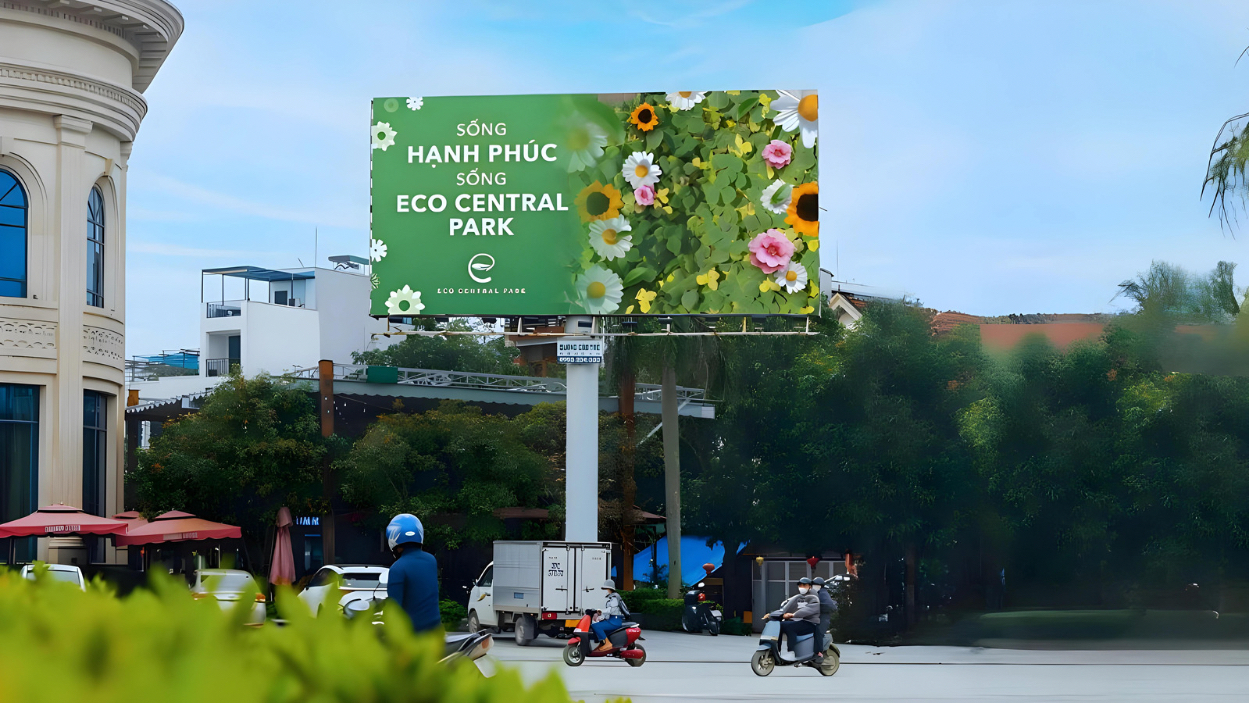 SỐNG
HẠNH PHÚC
SỐNG
ECO CENTRAL
PARK
ECO CENTRAL PARK